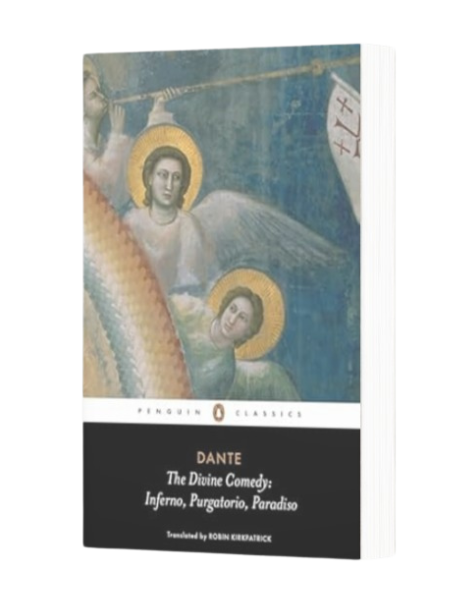 PENGUIN CLASSICS
DANTE
The Divine Comedy:
Inferno, Purgatorio, Paradiso
Translated by ROBIN KIRKPATRICK